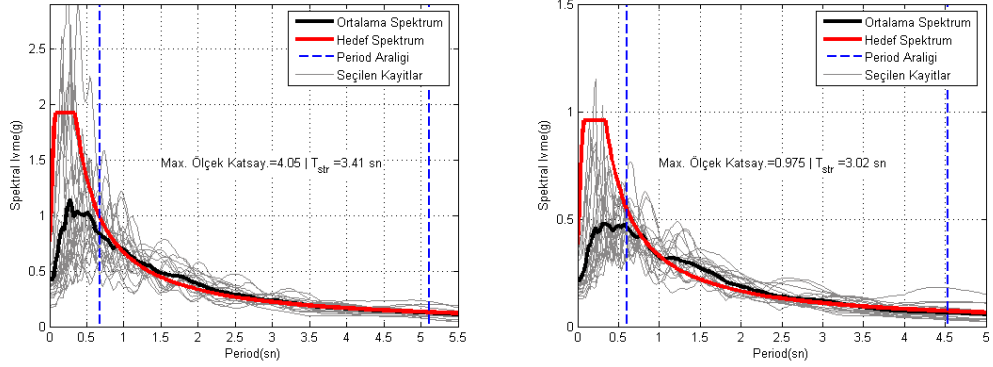 Spektral Ivme(g)
2.5
2
1.5
1
0.5
0
Ortalama Spektrum
Hedef Spektrum
Period Araligi
Seçilen Kayitlar
Max. Ölçek Katsay.=4.05 | T_str =3.41 sn
0 0.5 1 1.5 2 2.5 3 3.5 4 4.5 5 5.5
Period(sn)
Spektral Ivme(g)
1.5
1
0.5
0
Ortalama Spektrum
Hedef Spektrum
Period Araligi
Seçilen Kayitlar
Max. Ölçek Katsay.=0.975 | T_str =3.02 sn
0 0.5 1 1.5 2 2.5 3 3.5 4 4.5 5
Period(sn)